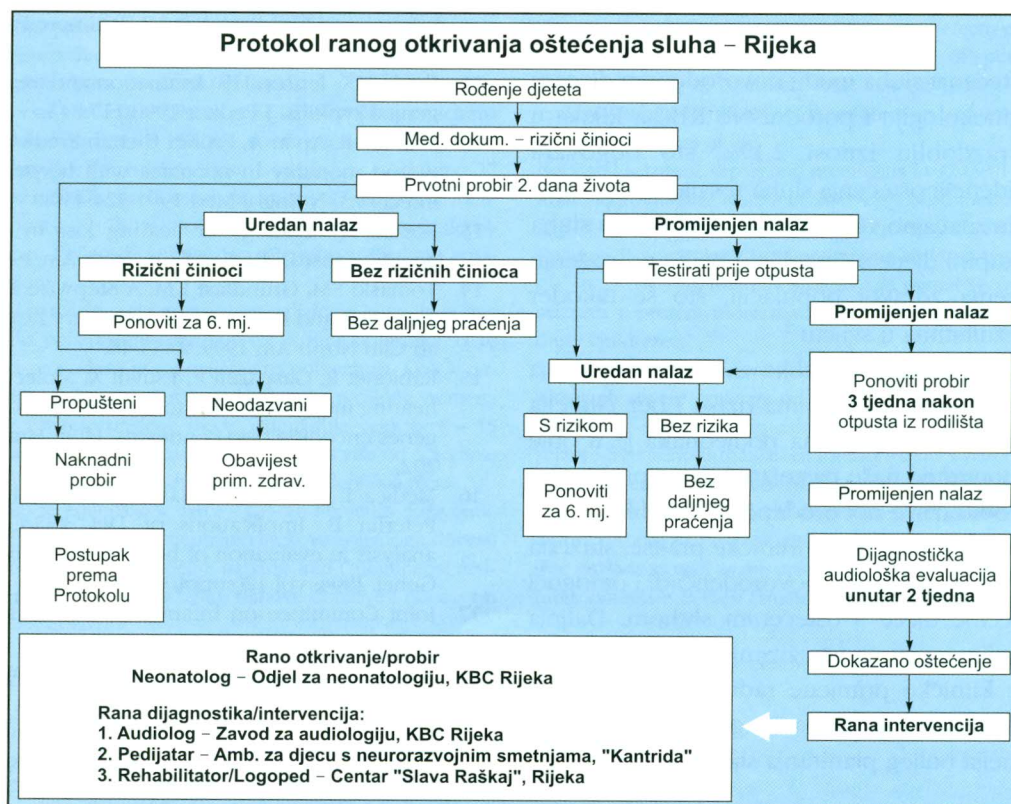 Protokol ranog otkrivanja oštećenja sluha – Rijeka
Rođenje djeteta
Med. dokum. – rizični činioci
Prvotni probir 2. dana života
Uredan nalaz
Rizični činioci
Ponoviti za 6. mj.
Bez rizičnih činioca
Bez daljnjeg praćenja
Propušteni
Naknadni
probir
Postupak
prema
Protokolu
Neodazvani
Obavijest
prim. zdrav.
Promijenjen nalaz
Testirati prije otpusta
Uredan nalaz
S rizikom
Ponoviti
za 6. mj.
Bez rizika
Bez
daljnjeg
praćenja
Promijenjen nalaz
Ponoviti probir
3 tjedna nakon
otpusta iz rodilišta
Promijenjen nalaz
Dijagnostička
audiološka evaluacija
unutar 2 tjedna
Dokazano oštećenje
Rana intervencija
Rano otkrivanje/probir
Neonatolog – Odjel za neonatologiju, KBC Rijeka
Rana dijagnostika/intervencija:
1. Audiolog – Zavod za audiologiju, KBC Rijeka
2. Pedijatar – Amb. za djecu s neurorazvojnim smetnjama, "Kantrida"
3. Rehabilitator/Logoped – Centar "Slava Raškaj", Rijeka